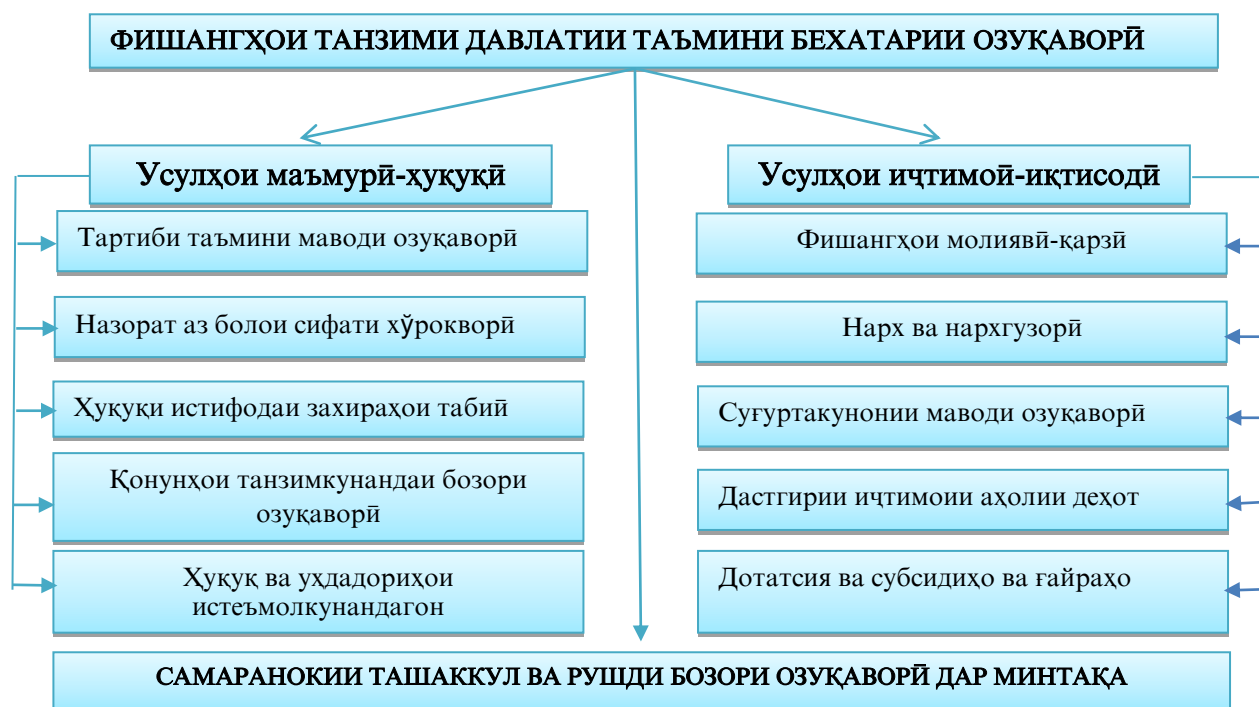 ФИШАНГҲОИ ТАНЗИМИ ДАВЛАТИИ ТАЪМИНИ БЕХАТАРИИ ОЗУҚАВОРӢ
Усулҳои маъмурӣ-ҳуқуқӣ
Тартиби таъмини маводи озуқаворӣ
Назорат аз болои сифати хӯрокворӣ
Ҳуқуқи истифодаи захираҳои табиӣ
Қонунҳои танзимкунандаи бозори
озуқаворӣ
Ҳуқуқ ва уҳдадориҳои
истеъмолкунандагон
Усулҳои иҷтимоӣ-иқтисодӣ
Фишангҳои молиявӣ-қарзӣ
Нарх ва нархгузорӣ
Суғуртакунонии маводи озуқаворӣ
Дастгирии иҷтимоии аҳолии деҳот
Дотатсия ва субсидиҳо ва ғайраҳо
САМАРАНОКИИ ТАШАККУЛ ВА РУШДИ БОЗОРИ ОЗУҚАВОРӢ ДАР МИНТАҚА